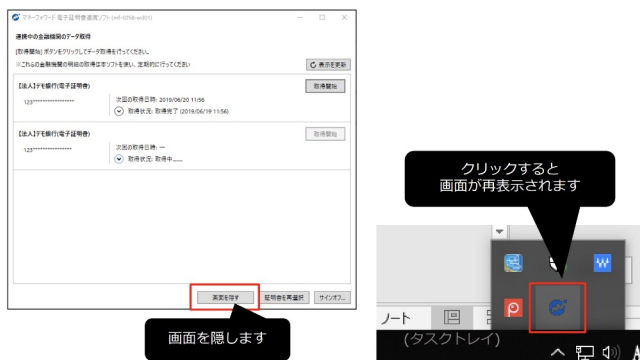 マネーフォワード 電子証明書連携ソフト(mf-0258-wd01)
連携中の金融機関のデータ取得
[取得開始] ボタンをクリックしてデータ取得を行ってください。
※これらの金融機関の明細の取得は本ソフトを使い、定期的に行ってください
表示を更新
【法人】デモ銀行(電子証明書)
取得開始
123*****************
次回の取得日時: 2019/06/20 11:56
取得状況: 取得完了 (2019/06/19 11:56)
【法人】デモ銀行(電子証明書)
取得開始
123****************
次回の取得日時: ー
取得状況: 取得中......
画面を隠す
証明書を再選択
サインオフ...
画面を隠します
クリックすると
画面が再表示されます
ノート
(タスクトレイ)